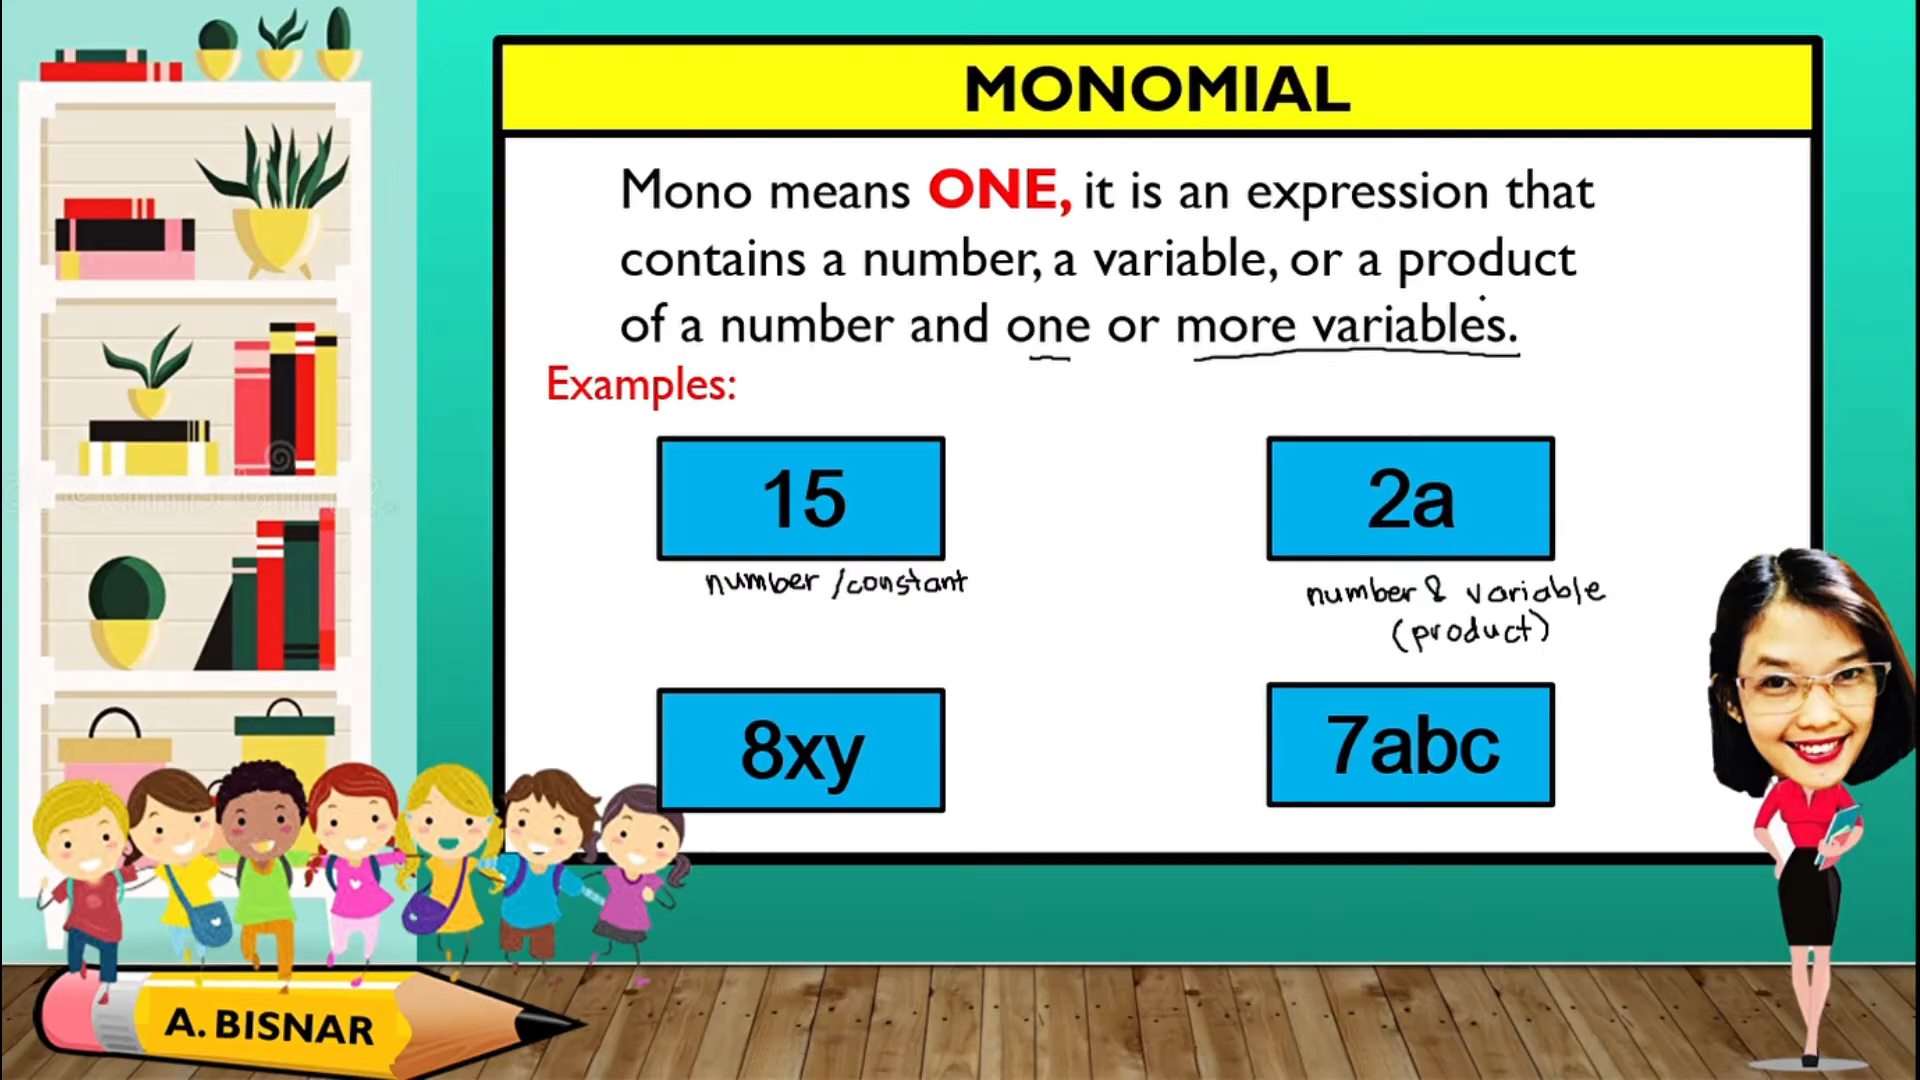 MONOMIAL
Mono means ONE, it is an expression that
contains a number, a variable, or a product
of a number and one or more variables.
Examples:
15
2a
number /constant
number & variable
(product)
8xy
7abc
A. BISNAR